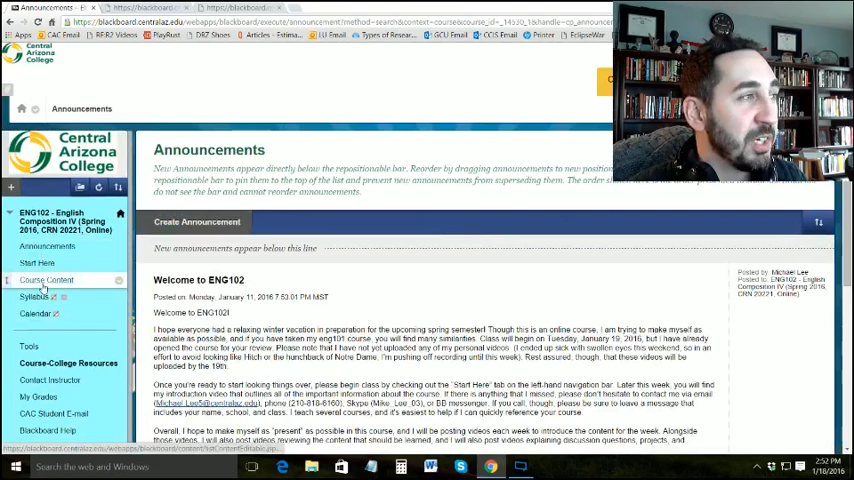 Announcements -
https://blackboard.central
https://blackboard.central
https://blackboard.centralaz.edu/webapps/blackboard/execute/announcement?method=search&context=course&course_id=_14530_1&handle=cp_announce
Apps
CAC Email
RE:R2 Videos
PlayRust
DRZ Shoes
Articles - Estima...
LU Email
Types of Resear...
GCU Email
CCIS Email
Printer
EclipseWar
Central
Arizona
College
Announcements
Central
Arizona
College
ENG102 - English
Composition IV (Spring
2016, CRN 20221, Online)
Announcements
Start Here
Course Content
Syllabus
Calendar
Tools
Course-College Resources
Contact Instructor
My Grades
CAC Student E-mail
Blackboard Help
Announcements
New Announcements appear directly below the repositionable bar. Reorder by dragging announcements to new position
repositionable bar to pin them to the top of the list and prevent new announcements from superseding them. The order
do not see the bar and cannot reorder announcements.
Create Announcement
New announcements appear below this line
Welcome to ENG102
Posted on: Monday, January 11, 2016 7:53:01 PM MST
Posted by: Michael Lee
Posted to: ENG102 - English
Composition IV (Spring
2016, CRN 20221, Online)
Welcome to ENG102!
I hope everyone had a relaxing winter vacation in preparation for the upcoming spring semester! Though this is an online course, I am trying to make myself as
available as possible, and if you have taken my eng101 course, you will find many similarities. Class will begin on Tuesday, January 19, 2016, but I have already
opened the course for your review. Please note that I have not yet uploaded any of my personal videos. (I ended up sick with swollen eyes this weekend, so in an
effort to avoid looking like Hitch or the hunchback of Notre Dame, I'm pushing off recording until this week). Rest assured, though, that these videos will be
uploaded by the 19th.
Once you're ready to start looking things over, please begin class by checking out the "Start Here" tab on the left-hand navigation bar. Later this week, you will find
my introduction video that outlines all of the important information about the course. If there is anything that I missed, please don't hesitate to contact me via email
(Michael.Lee5@centralaz.edu), phone (210-818-6160), Skype (Mike_Lee_03), or BB messenger. If you call, though, please be sure to leave a message that
includes your name, school, and class. I teach several courses, and it's easiest to help if I can quickly reference your course.
Overall, I hope to make myself as "present" as possible in this course, and I will be posting videos each week to introduce the content for the week. Alongside
those videos, I will also post videos reviewing the content that should be learned, and I will also post videos explaining discussion questions, projects, and
https://blackboard.centralaz.edu/webapps/blackboard/content/listContentEditable.jsp...
Search the web and Windows
2:52 PM
1/18/2016